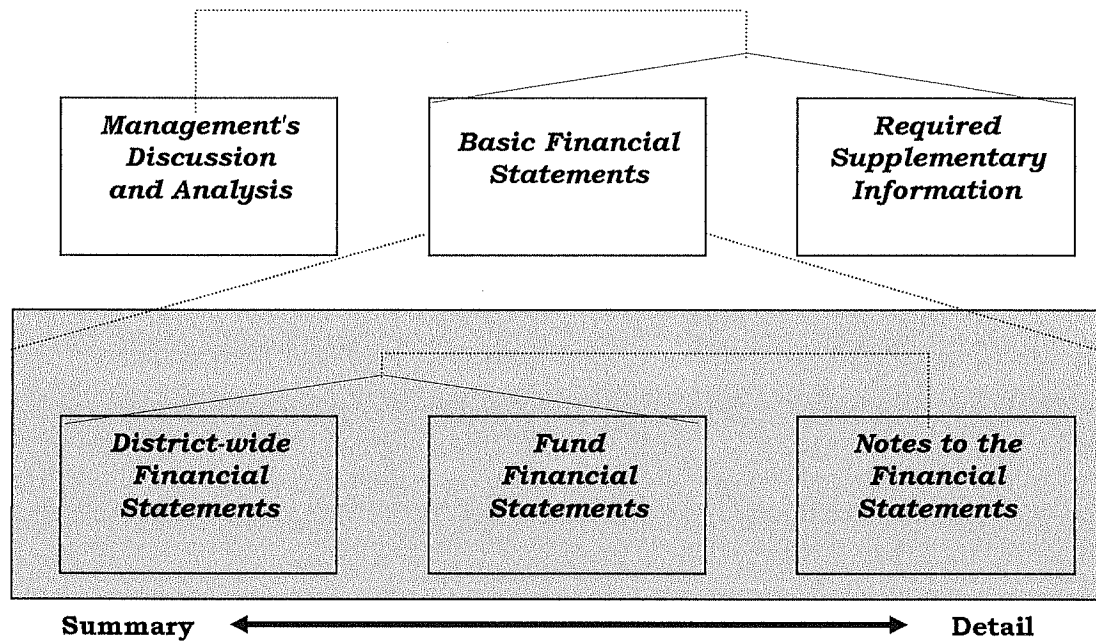 Management's
Discussion
and Analysis
Basic Financial
Statements
Required
Supplementary
Information
District-wide
Financial
Statements
Fund
Financial
Statements
Notes to the
Financial
Statements
Summary
Detail